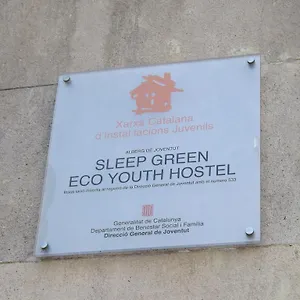 Xarxa Catalana
d'Instal·lacions Juvenils
ALBERG DE JOVENTUT
SLEEP GREEN
ECO YOUTH HOSTEL
Generalitat de Catalunya
Departament de Benestar Social i Família
Direcció General de Joventut